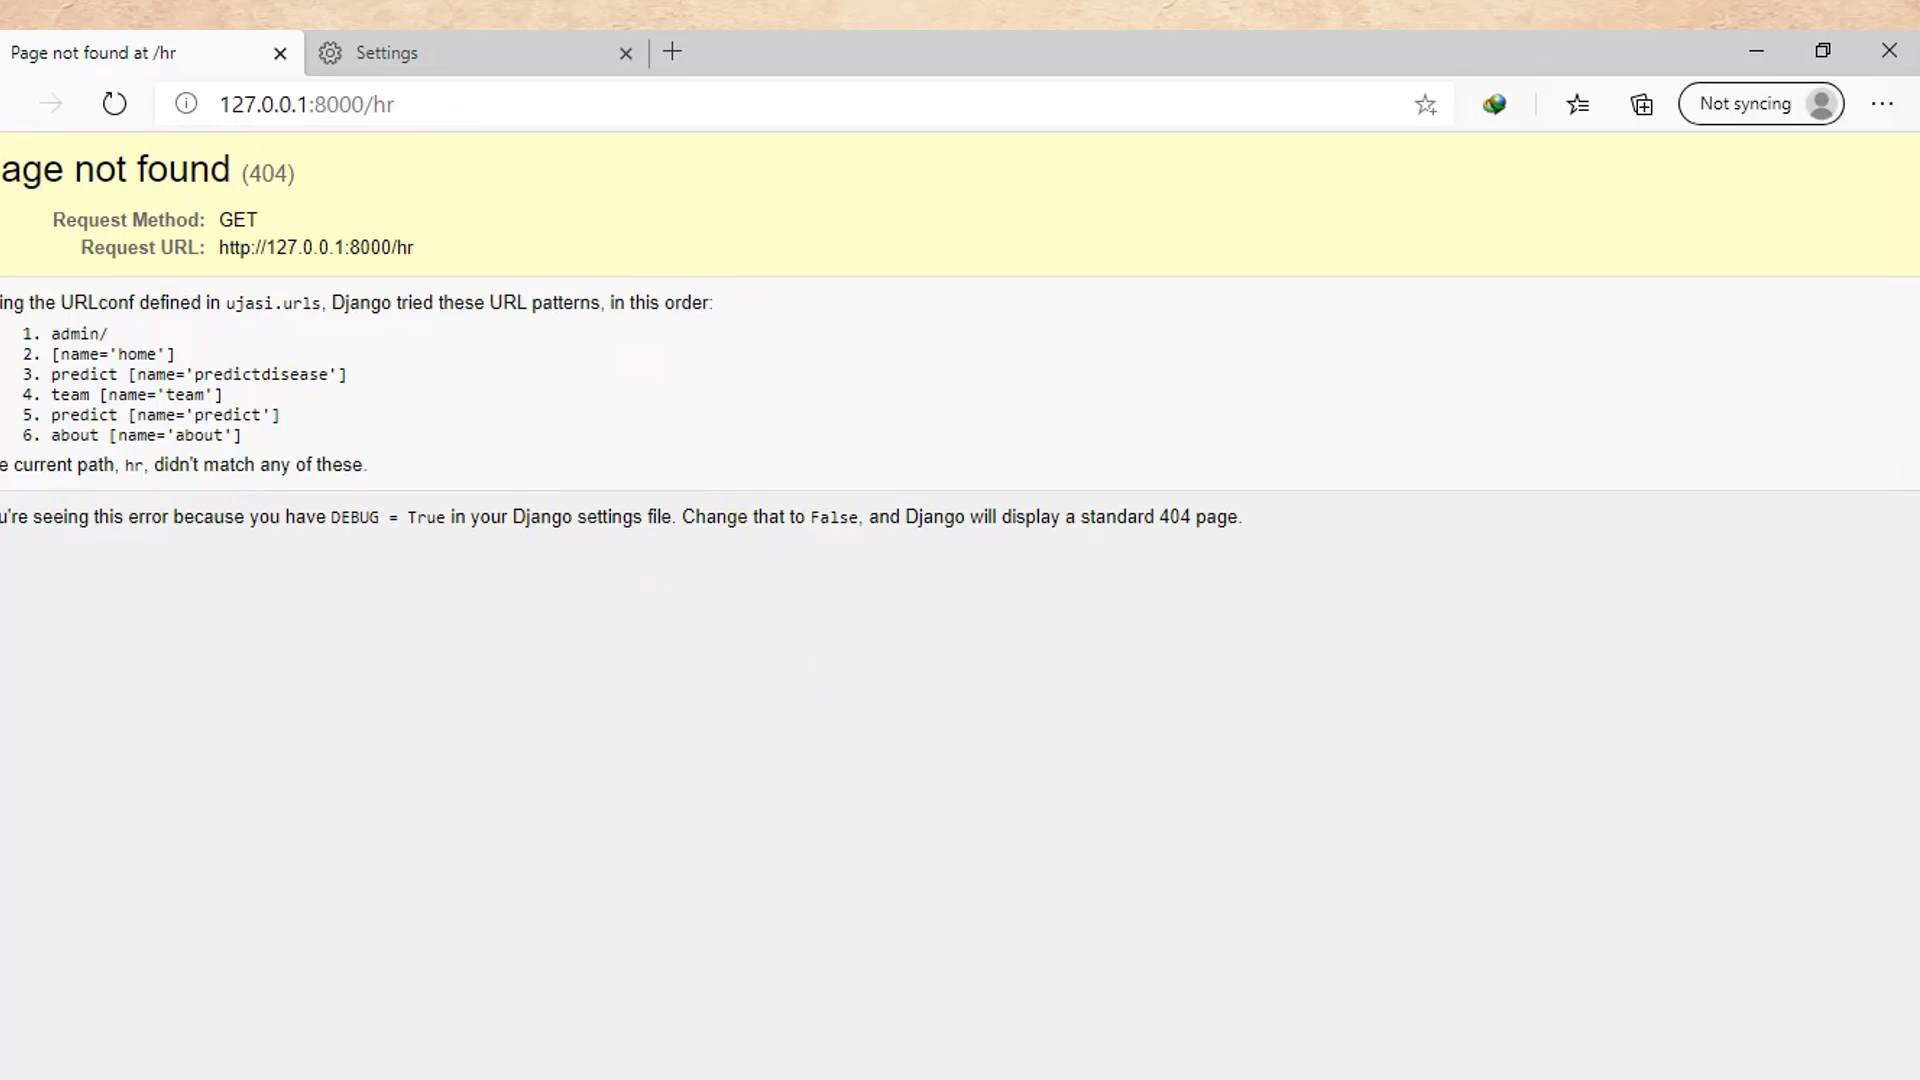 Page not found at /hr
Settings
127.0.0.1:8000/hr
Not syncing
age not found (404)
Request Method: GET
Request URL: http://127.0.0.1:8000/hr
ing the URLconf defined in ujasi.urls, Django tried these URL patterns, in this order:
1. admin/
2. [name='home']
3. predict [name='predictdisease']
4. team [name='team']
5. predict [name='predict']
6. about [name='about']
e current path, hr, didn't match any of these.
u're seeing this error because you have DEBUG = True in your Django settings file. Change that to False, and Django will display a standard 404 page.